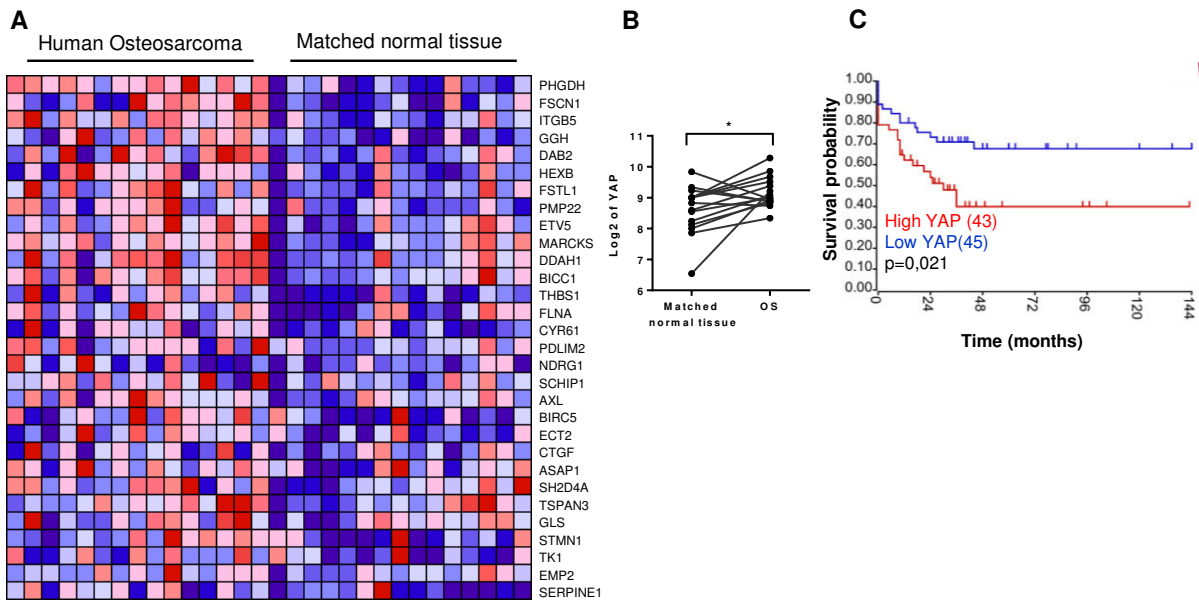 A
Human Osteosarcoma
Matched normal tissue
PHGDH
FSCN1
ITGB5
GGH
DAB2
HEXB
FSTL1
PMP22
ETV5
MARCKS
DDAH1
BICC1
THBS1
FLNA
CYR61
PDLIM2
NDRG1
SCHIP1
AXL
BIRC5
ECT2
CTGF
ASAP1
SH2D4A
TSPAN3
GLS
STMN1
TK1
EMP2
SERPINE1
B
*
Log2 of YAP
11
10
9
8
7
6
Matched
normal tissue
OS
C
Survival probability
1.00
0.90
0.80
0.70
0.60
0.50
0.40
0.30
0.20
0.10
0.00
High YAP (43)
Low YAP(45)
p=0,021
0
24
48
72
96
120
144
Time (months)